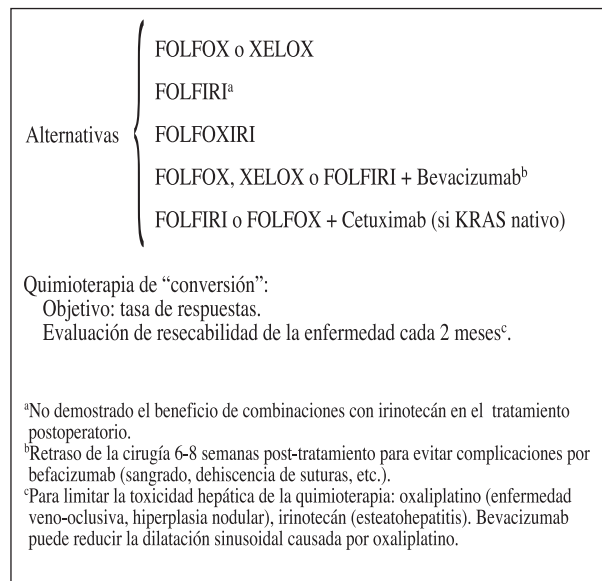 FOLFOX o XELOX
FOLFIRIª
FOLFOXIRI
Alternativas
FOLFOX, XELOX o FOLFIRI + Bevacizumabᵇ
FOLFIRI o FOLFOX + Cetuximab (si KRAS nativo)
Quimioterapia de “conversión”:
Objetivo: tasa de respuestas.
Evaluación de resecabilidad de la enfermedad cada 2 mesesᶜ.
ªNo demostrado el beneficio de combinaciones con irinotecán en el tratamiento
postoperatorio.
ᵇRetraso de la cirugía 6-8 semanas post-tratamiento para evitar complicaciones por
befacizumab (sangrado, dehiscencia de suturas, etc.).
ᶜPara limitar la toxicidad hepática de la quimioterapia: oxaliplatino (enfermedad
veno-oclusiva, hiperplasia nodular), irinotecán (esteatohepatitis). Bevacizumab
puede reducir la dilatación sinusoidal causada por oxaliplatino.